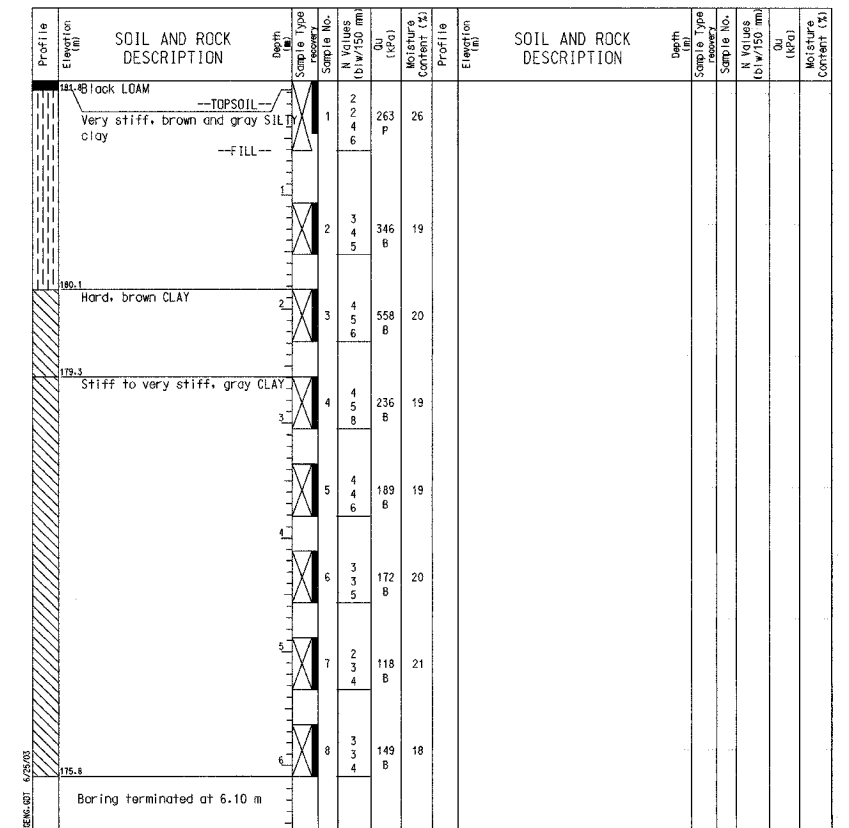 Profile
Elevation (m)
SOIL AND ROCK DESCRIPTION
Depth (m)
Sample Type recovery
Sample No.
N Values (blw/150 mm)
Qu (kPa)
Moisture Content (%)
Profile
Elevation (m)
SOIL AND ROCK DESCRIPTION
Depth (m)
Sample Type recovery
Sample No.
N Values (blw/150 mm)
Qu (kPa)
Moisture Content (%)
181.8 Black LOAM
--TOPSOIL--
Very stiff, brown and gray SILTY
clay
--FILL--
1 2 2 4 6 263 P 26
1
2 3 4 5 346 B 19
180.1
Hard, brown CLAY
2
3 4 5 6 558 B 20
179.3
Stiff to very stiff, gray CLAY
4 4 5 8 236 B 19
3
5 4 4 6 189 B 19
4
6 3 3 5 172 B 20
5
7 2 3 4 118 B 21
8 3 3 4 149 B 18
6
175.8
Boring terminated at 6.10 m
6/25/03